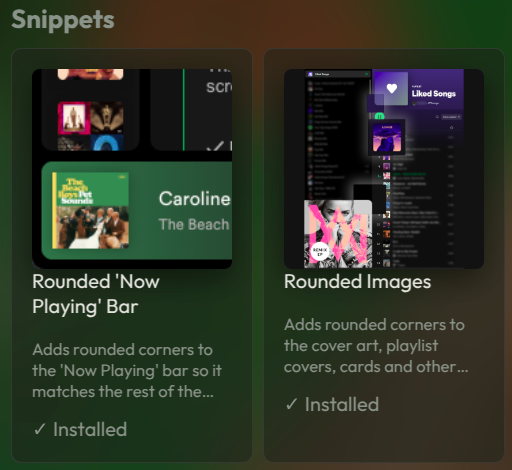 Snippets
scr
The
Beach
Boys Pet
Sounds
Caroline
The Beach
Rounded 'Now
Playing' Bar
Adds rounded corners to
the 'Now Playing' bar so it
matches the rest of the...
✓ Installed
Liked Songs
Liked Songs
REMIX
EP
Rounded Images
Adds rounded corners to
the cover art, playlist
covers, cards and other...
✓ Installed